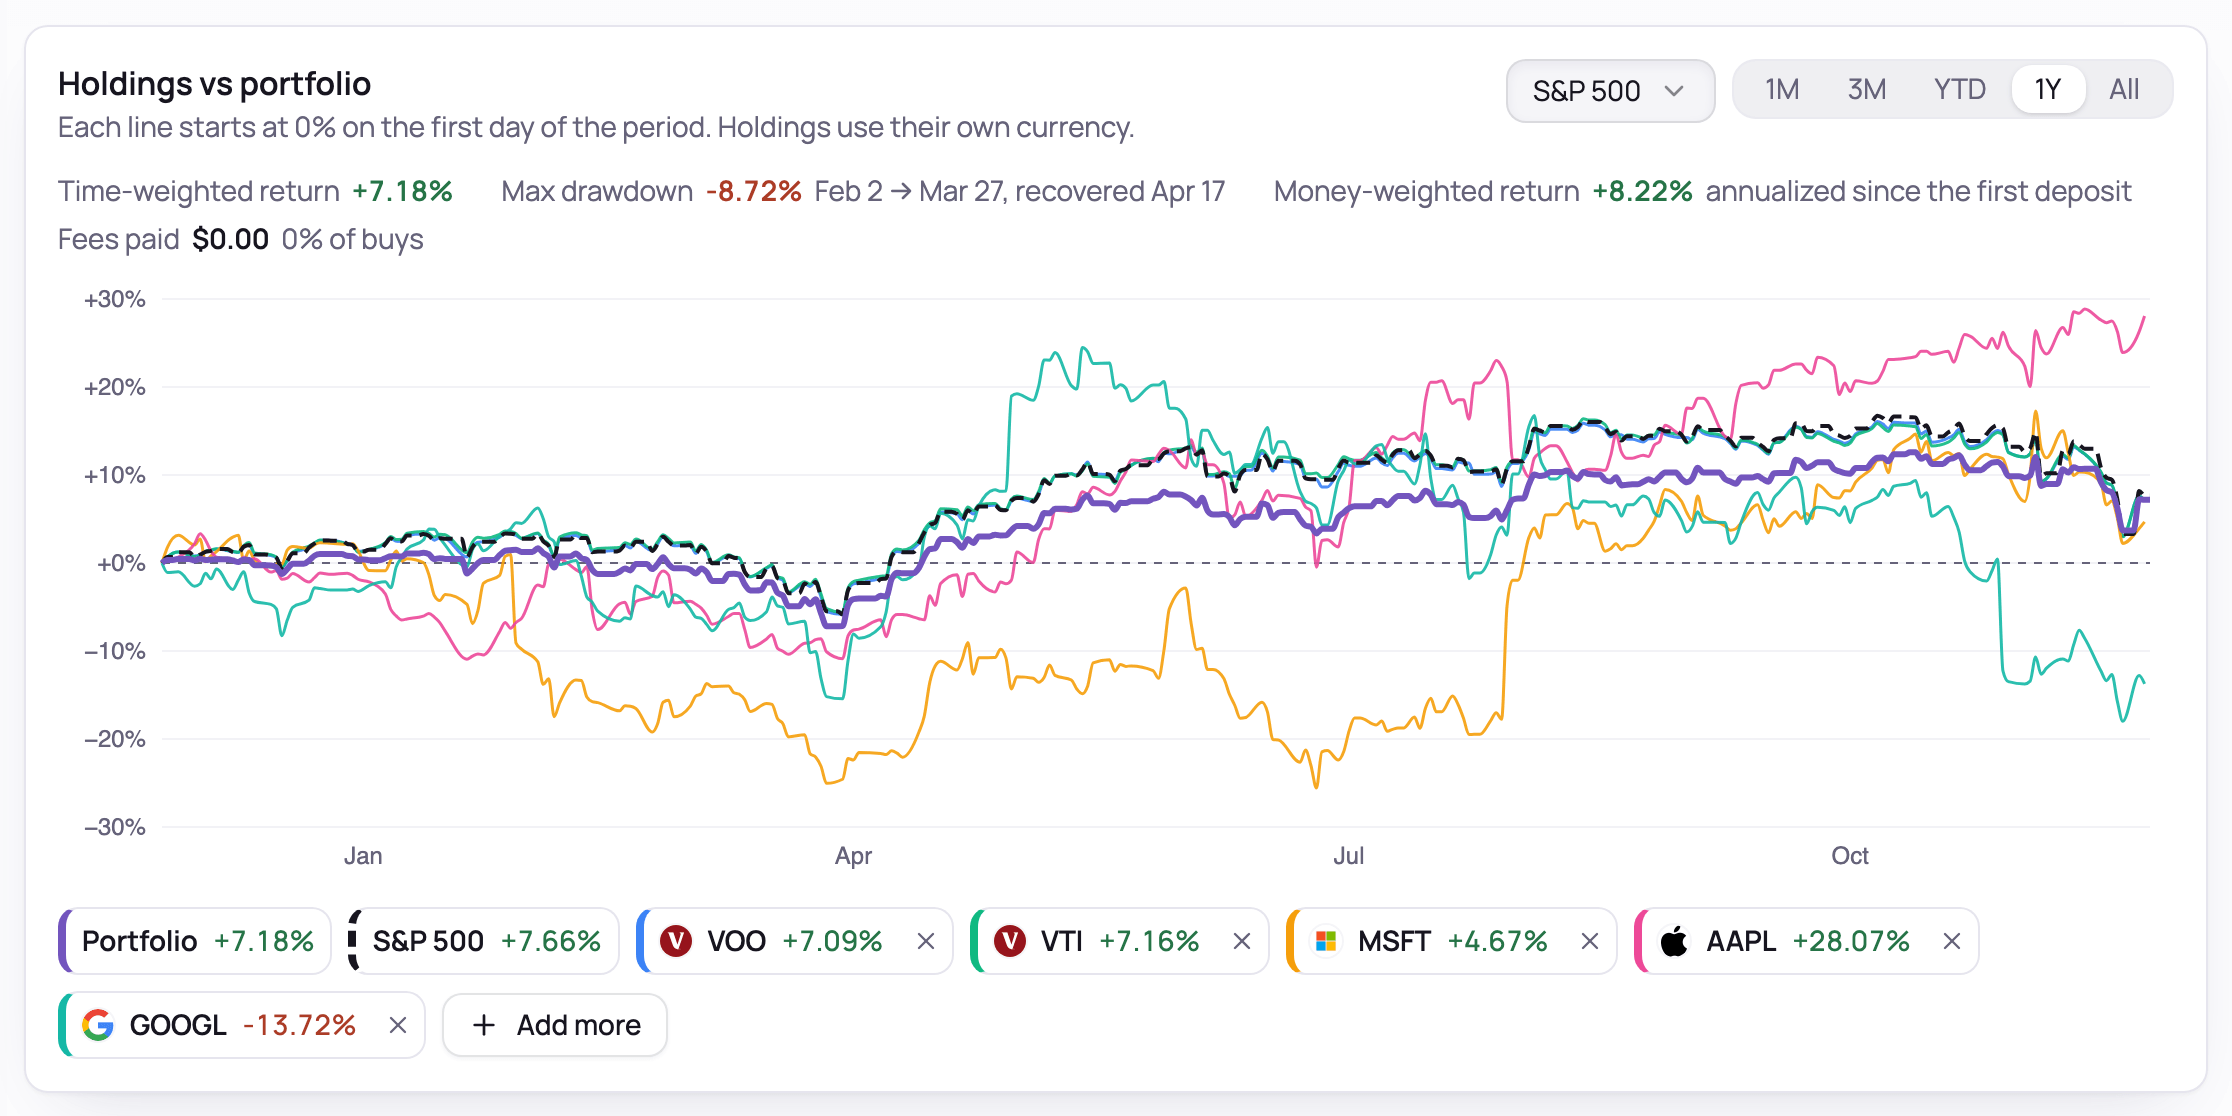 Holdings vs portfolio
Each line starts at 0% on the first day of the period. Holdings use their own currency.
S&P 500
1M 3M YTD 1Y All
Time-weighted return +7.18% Max drawdown -8.72% Feb 2 → Mar 27, recovered Apr 17 Money-weighted return +8.22% annualized since the first deposit
Fees paid $0.00 0% of buys
+30%
+20%
+10%
+0%
−10%
−20%
−30%
Jan Apr Jul Oct
Portfolio +7.18% S&P 500 +7.66% VOO +7.09% × VTI +7.16% × MSFT +4.67% × AAPL +28.07% ×
GOOGL -13.72% × + Add more